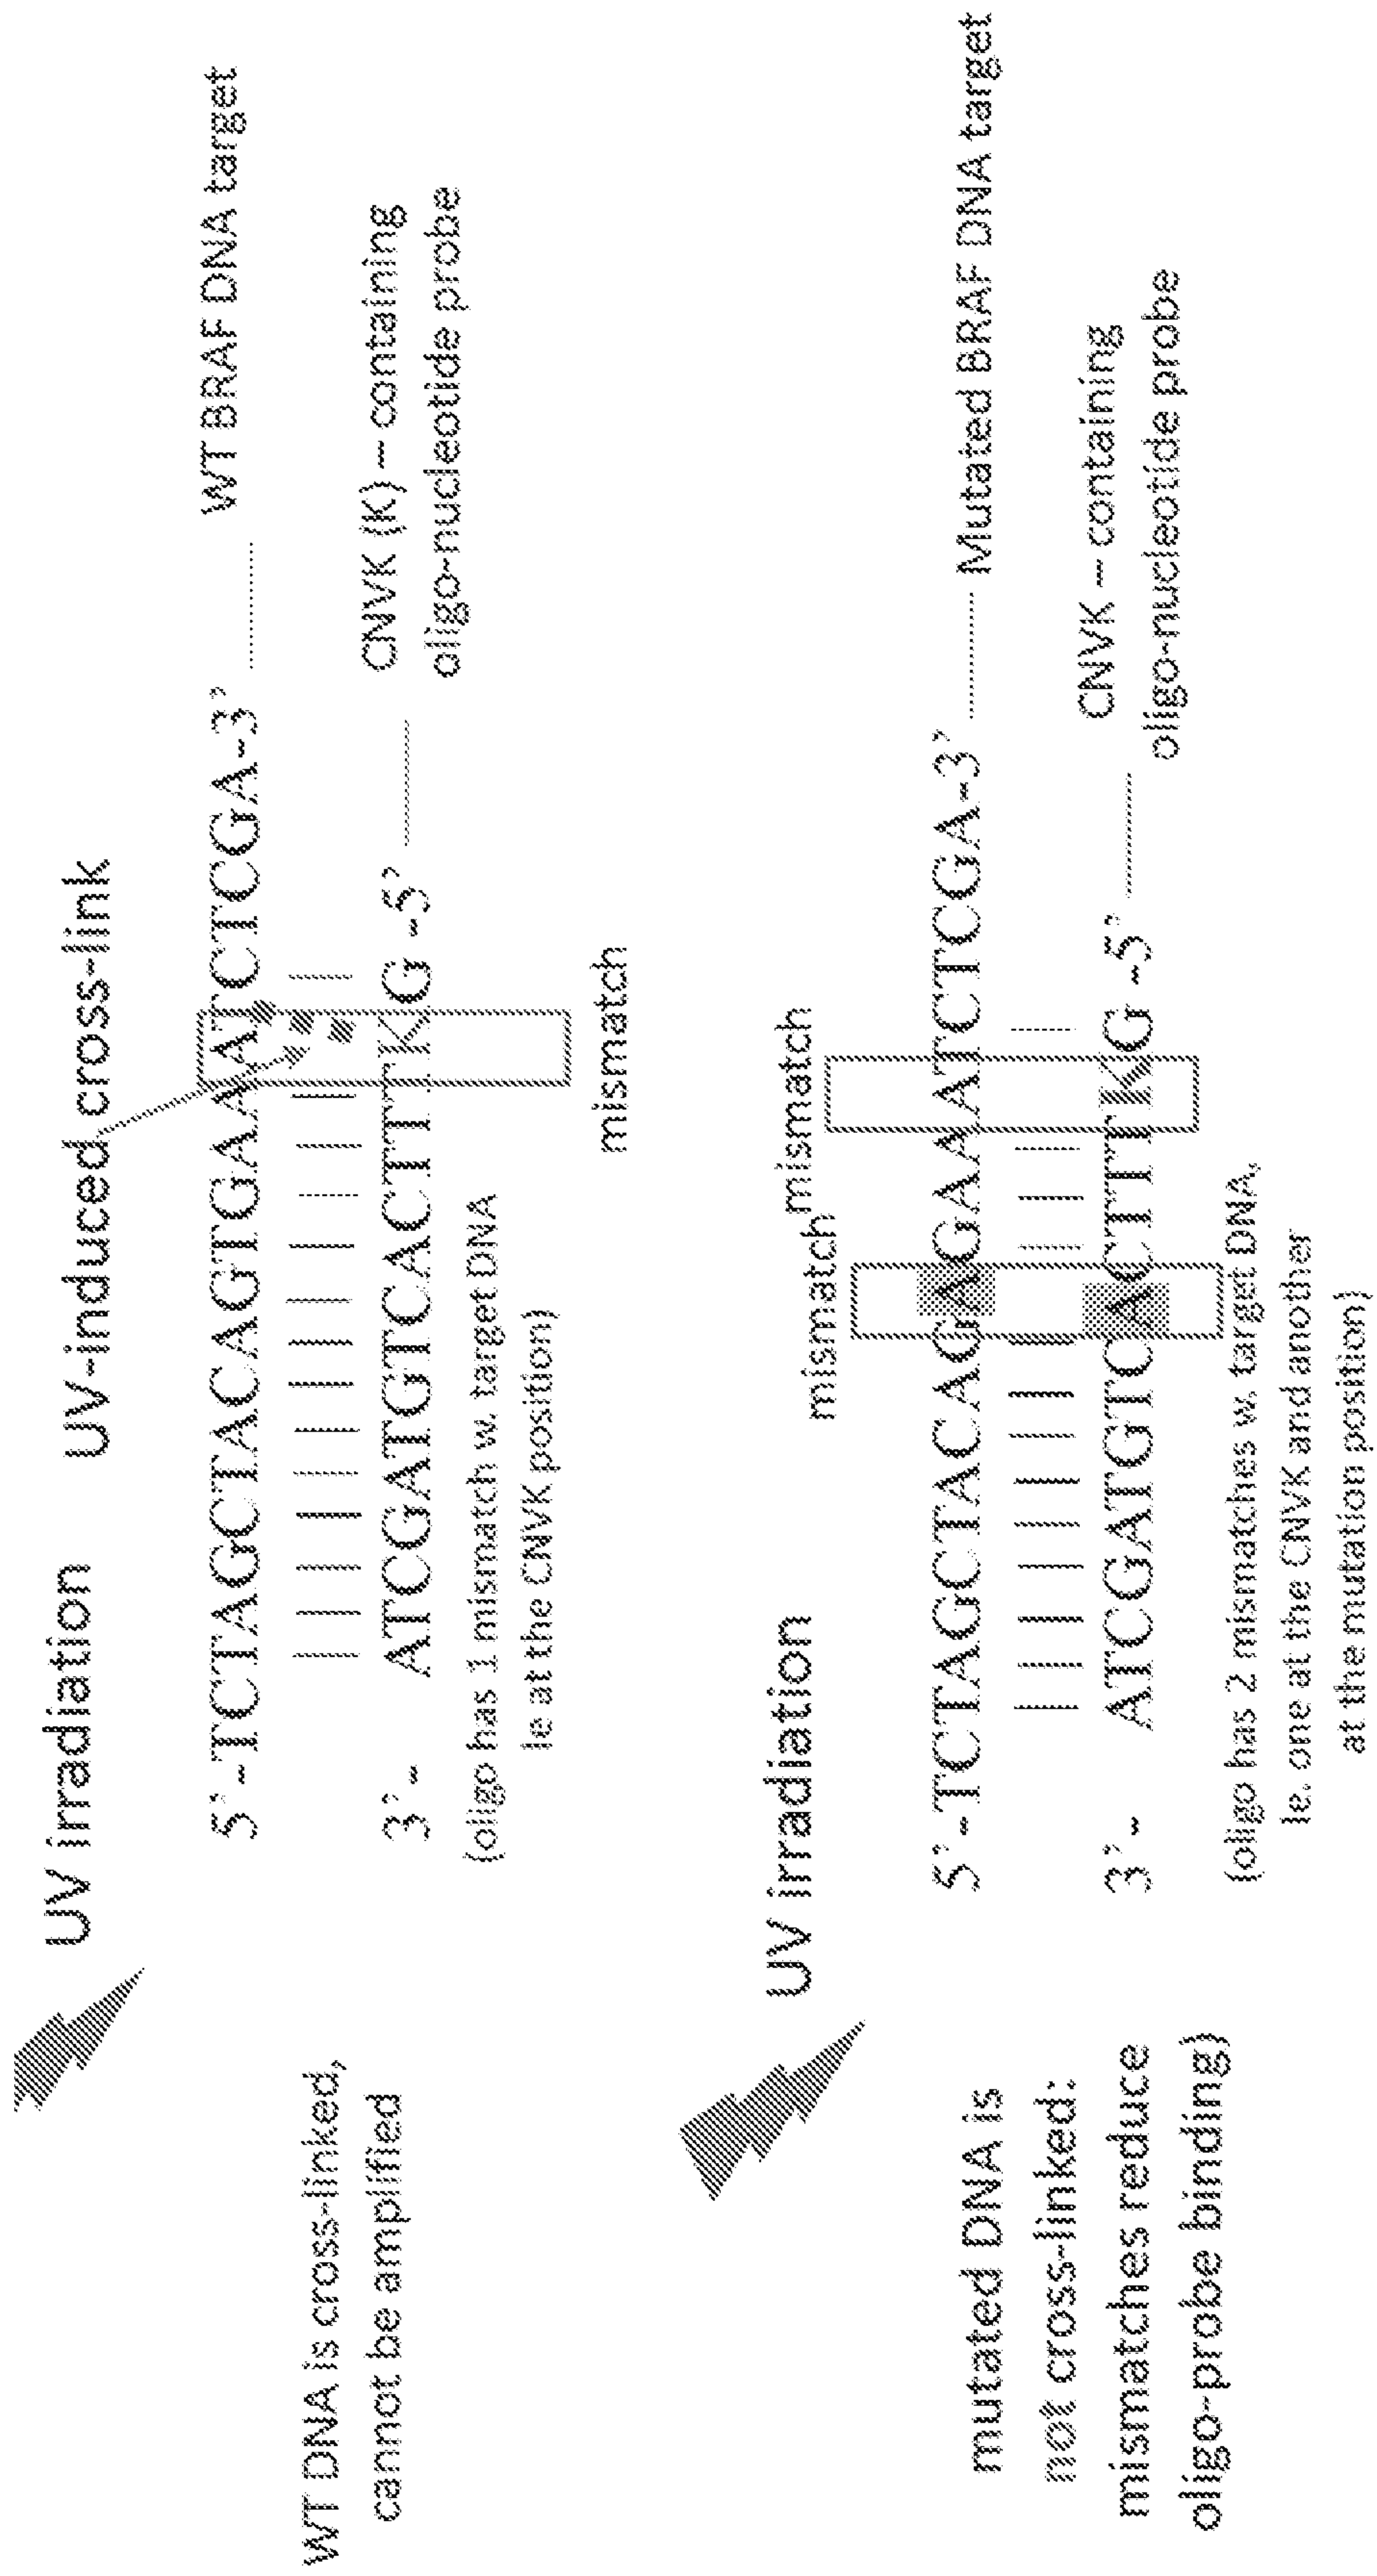 UV irradiation
UV-induced cross-link
5'-TCTAGCTACAGTGAAATCTCGA-3'
WT BRAF DNA target
WT DNA is cross-linked,
cannot be amplified
3'- ATCGATGTCACTTTKG -5'
CNVK (K) – containing
oligo-nucleotide probe
(oligo has 1 mismatch w. target DNA
ie at the CNVK position)
mismatch
UV irradiation
mismatch
mismatch
5'-TCTAGCTACAGAGAAATCTCGA-3'
Mutated BRAF DNA target
mutated DNA is
not cross-linked:
mismatches reduce
oligo-probe binding)
3'- ATCGATGTCACTTTKG -5'
CNVK – containing
oligo-nucleotide probe
(oligo has 2 mismatches w. target DNA,
ie. one at the CNVK and another
at the mutation position)